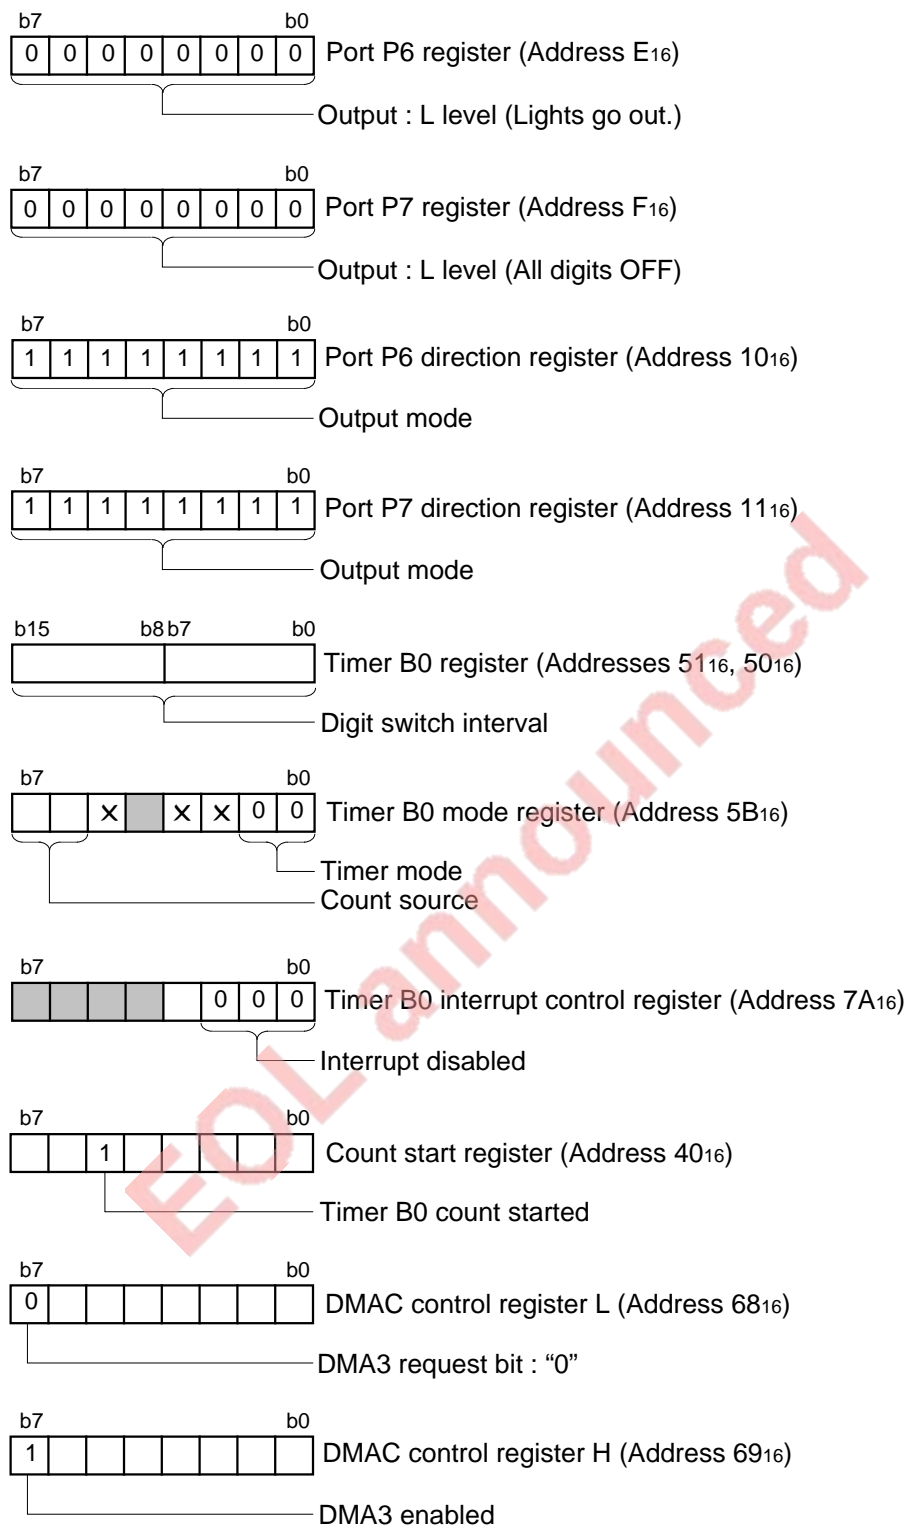 b7 b0
0 0 0 0 0 0 0 0 Port P6 register (Address E16)
Output : L level (Lights go out.)
b7 b0
0 0 0 0 0 0 0 0 Port P7 register (Address F16)
Output : L level (All digits OFF)
b7 b0
1 1 1 1 1 1 1 1 Port P6 direction register (Address 1016)
Output mode
b7 b0
1 1 1 1 1 1 1 1 Port P7 direction register (Address 1116)
Output mode
b15 b8 b7 b0
Timer B0 register (Addresses 5116, 5016)
Digit switch interval
b7 b0
X X X 0 0 Timer B0 mode register (Address 5B16)
Timer mode
Count source
b7 b0
0 0 0 Timer B0 interrupt control register (Address 7A16)
Interrupt disabled
b7 b0
1 Count start register (Address 4016)
Timer B0 count started
b7 b0
0 DMAC control register L (Address 6816)
DMA3 request bit : “0”
b7 b0
1 DMAC control register H (Address 6916)
DMA3 enabled
EOL announced